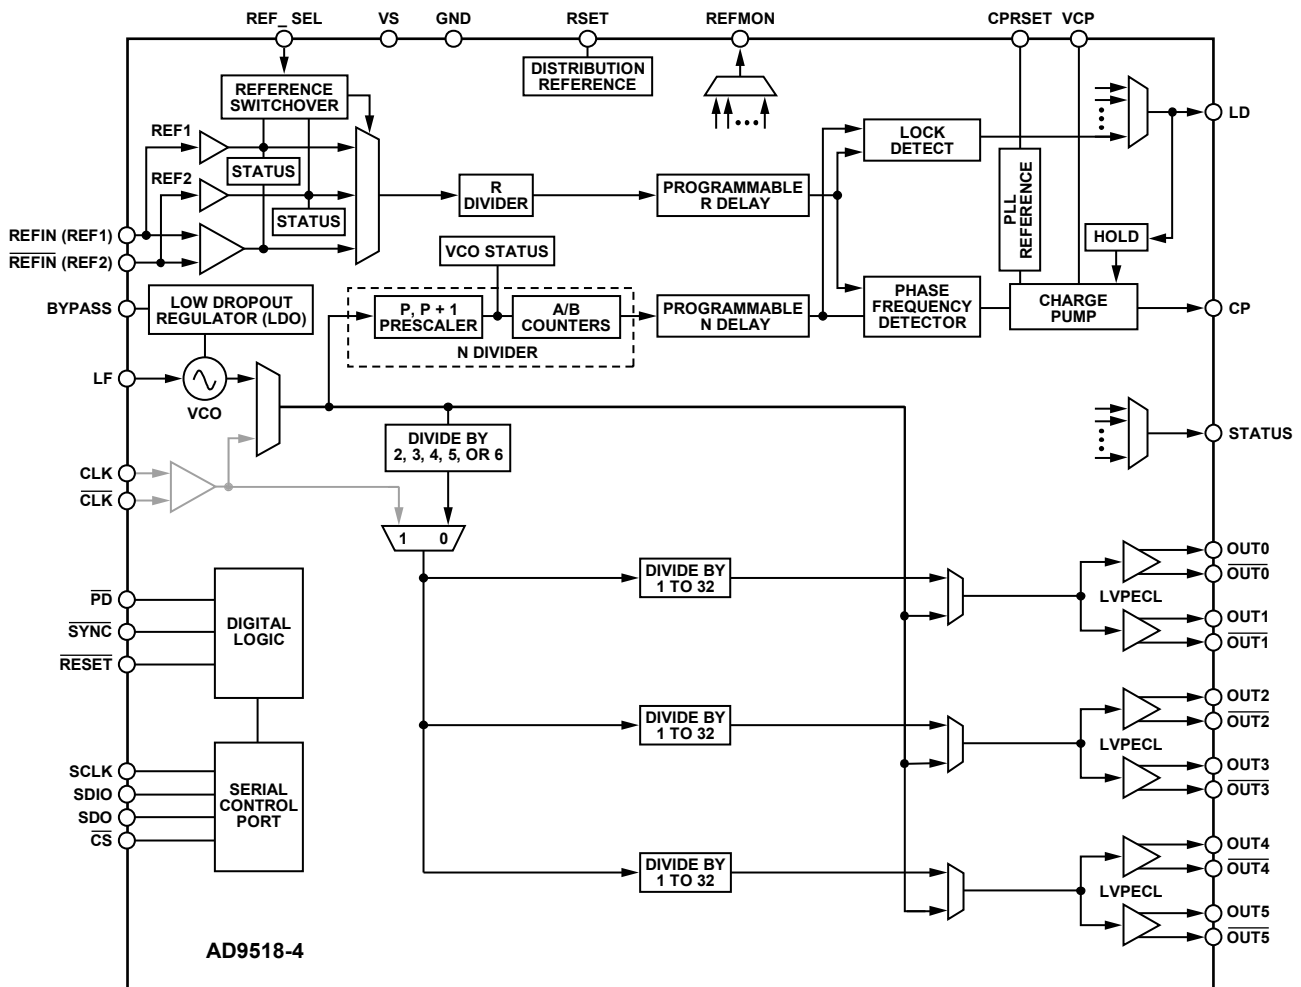 REF_ SEL
VS
GND
RSET
REFMON
CPRSET
VCP
DISTRIBUTION
REFERENCE
REFERENCE
SWITCHOVER
REF1
STATUS
REF2
STATUS
R
DIVIDER
PROGRAMMABLE
R DELAY
LOCK
DETECT
PLL
REFERENCE
LD
HOLD
REFIN (REF1)
REFIN (REF2)
BYPASS
LOW DROPOUT
REGULATOR (LDO)
VCO STATUS
P, P + 1
PRESCALER
A/B
COUNTERS
N DIVIDER
PROGRAMMABLE
N DELAY
PHASE
FREQUENCY
DETECTOR
CHARGE
PUMP
CP
LF
VCO
STATUS
DIVIDE BY
2, 3, 4, 5, OR 6
CLK
CLK
1 0
PD
SYNC
RESET
DIGITAL
LOGIC
DIVIDE BY
1 TO 32
LVPECL
OUT0
OUT0
OUT1
OUT1
DIVIDE BY
1 TO 32
LVPECL
OUT2
OUT2
OUT3
OUT3
SCLK
SDIO
SDO
CS
SERIAL
CONTROL
PORT
DIVIDE BY
1 TO 32
LVPECL
OUT4
OUT4
OUT5
OUT5
AD9518-4